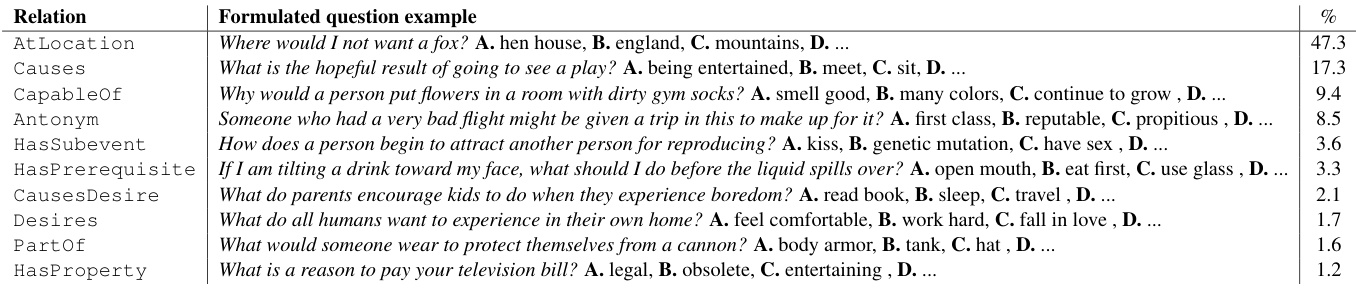 Relation Formulated question example %
AtLocation Where would I not want a fox? A. hen house, B. england, C. mountains, D. ... 47.3
Causes What is the hopeful result of going to see a play? A. being entertained, B. meet, C. sit, D. ... 17.3
CapableOf Why would a person put flowers in a room with dirty gym socks? A. smell good, B. many colors, C. continue to grow , D. ... 9.4
Antonym Someone who had a very bad flight might be given a trip in this to make up for it? A. first class, B. reputable, C. propitious , D. ... 8.5
HasSubevent How does a person begin to attract another person for reproducing? A. kiss, B. genetic mutation, C. have sex , D. ... 3.6
HasPrerequisite If I am tilting a drink toward my face, what should I do before the liquid spills over? A. open mouth, B. eat first, C. use glass , D. ... 3.3
CausesDesire What do parents encourage kids to do when they experience boredom? A. read book, B. sleep, C. travel , D. ... 2.1
Desires What do all humans want to experience in their own home? A. feel comfortable, B. work hard, C. fall in love , D. ... 1.7
PartOf What would someone wear to protect themselves from a cannon? A. body armor, B. tank, C. hat , D. ... 1.6
HasProperty What is a reason to pay your television bill? A. legal, B. obsolete, C. entertaining , D. ... 1.2